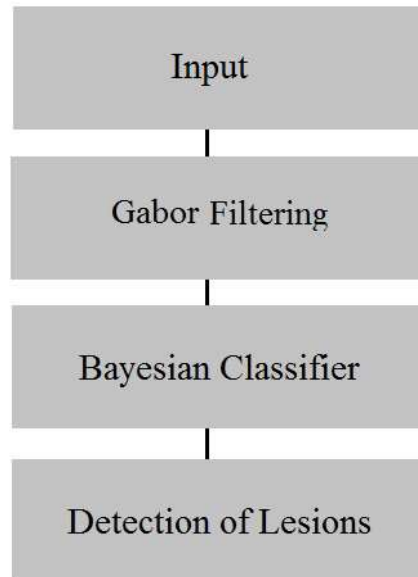 Input
Gabor Filtering
Bayesian Classifier
Detection of Lesions